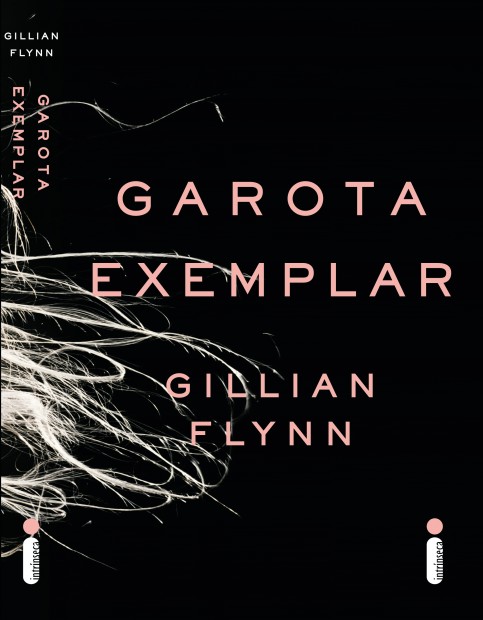 GILLIAN
FLYNN
GAROTA
EXEMPLAR
GAROTA
EXEMPLAR
GILLIAN
FLYNN
intrínseca
intrínseca